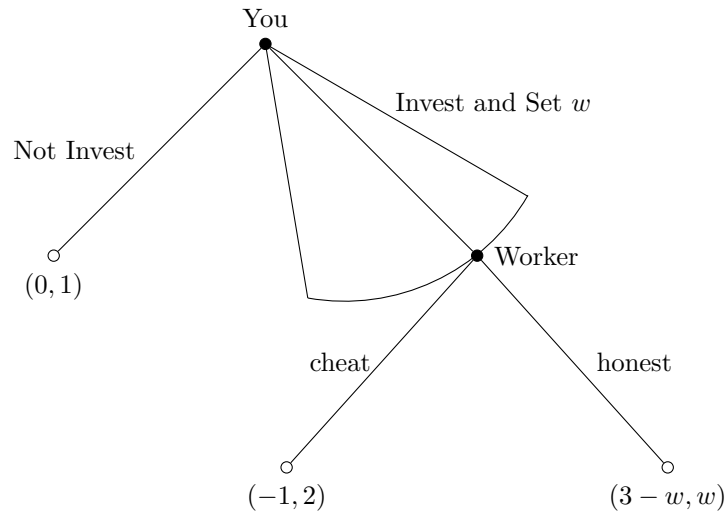 You
Invest and Set w
Not Invest
Worker
(0, 1)
cheat
honest
(−1, 2)
(3 − w, w)